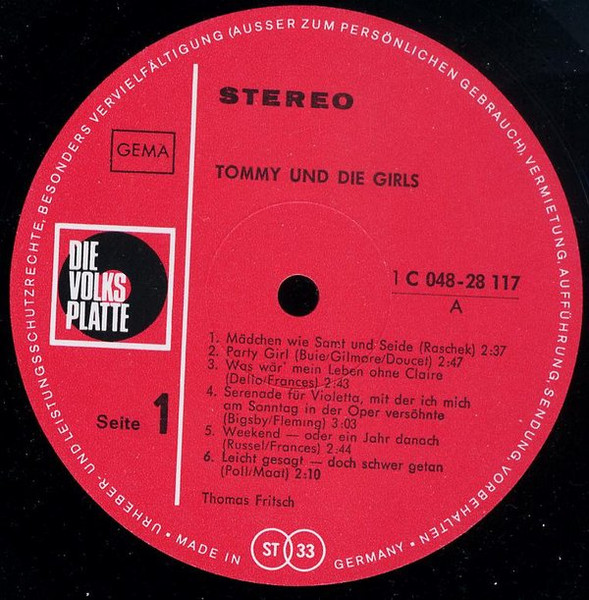 URHEBER- UND LEISTUNGSSCHUTZRECHTE, BESONDERS VERVIELFÄLTIGUNG (AUSSER ZUM PERSÖNLICHEN GEBRAUCH), VERMIETUNG, AUFFÜHRUNG, SENDUNG VORBEHALTEN • MADE IN GERMANY •
STEREO
GEMA
TOMMY UND DIE GIRLS
DIE
VOLKS
PLATTE
1 C 048-28 117
A
1. Mädchen wie Samt und Seide (Raschek) 2:37
2. Party Girl (Buie/Gilmore/Doucet) 2:47
3. Was wär' mein Leben ohne Claire
(Dello/Frances) 2:43
4. Serenade für Violetta, mit der ich mich
am Sonntag in der Oper versöhnte
(Bigsby/Fleming) 3:03
5. Weekend — oder ein Jahr danach
(Russel/Frances) 2:44
6. Leicht gesagt — doch schwer getan
(Poll/Maal) 2:10
Seite 1
Thomas Fritsch
ST 33